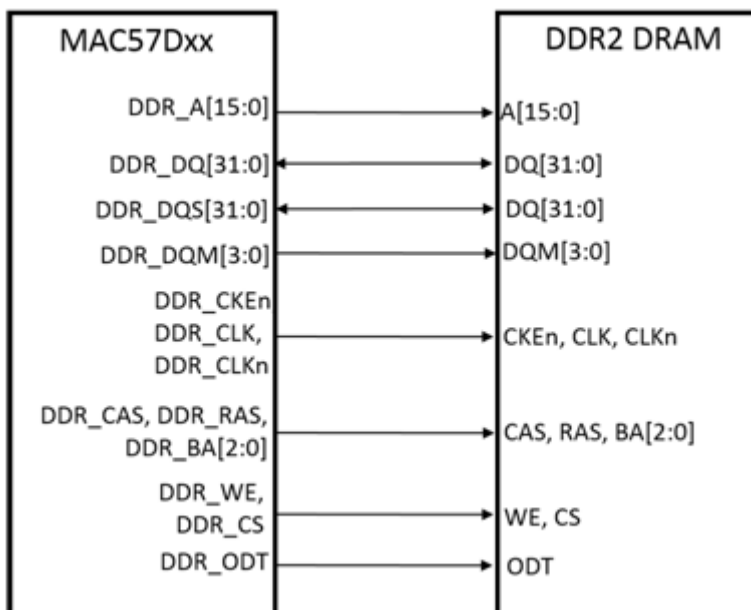 MAC57Dxx
DDR2 DRAM
DDR_A[15:0]
A[15:0]
DDR_DQ[31:0]
DQ[31:0]
DDR_DQS[31:0]
DQ[31:0]
DDR_DQM[3:0]
DQM[3:0]
DDR_CKEn
DDR_CLK,
DDR_CLKn
CKEn, CLK, CLKn
DDR_CAS, DDR_RAS,
DDR_BA[2:0]
CAS, RAS, BA[2:0]
DDR_WE,
DDR_CS
WE, CS
DDR_ODT
ODT